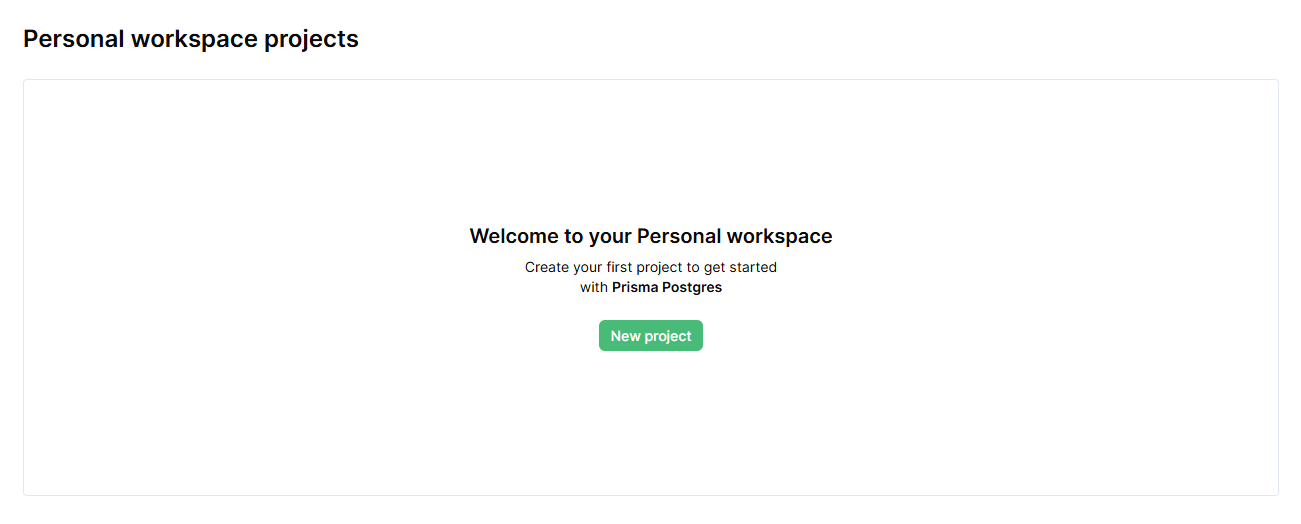 Personal workspace projects
Welcome to your Personal workspace
Create your first project to get started
with Prisma Postgres
New project